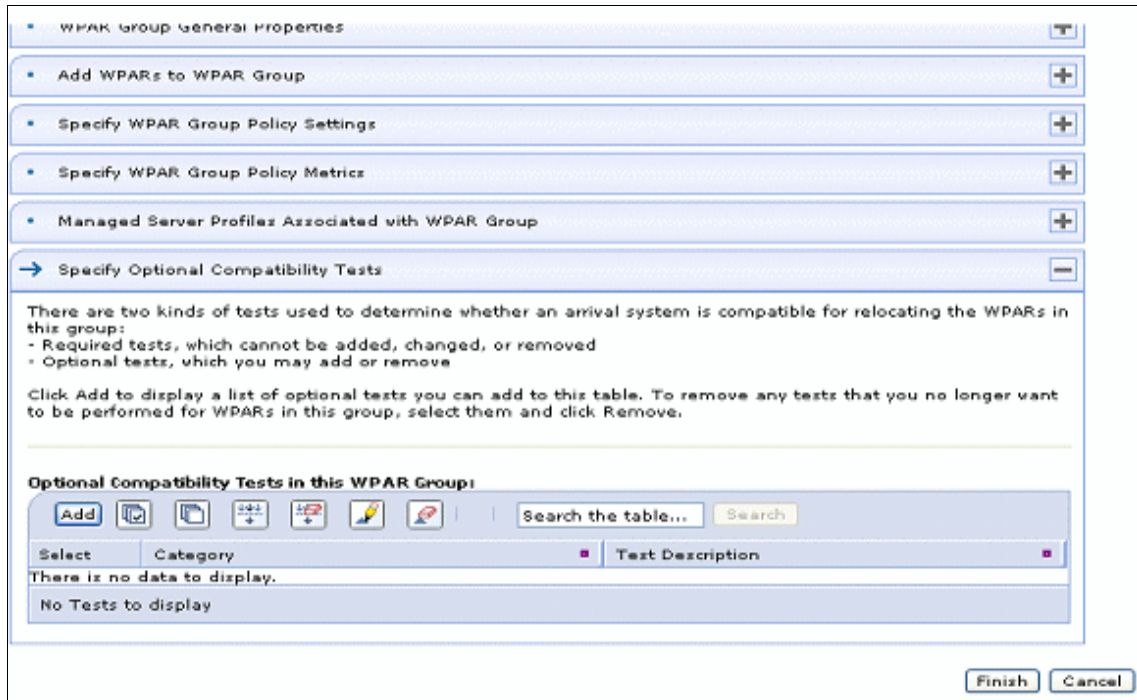 WPAR Group General Properties
Add WPARs to WPAR Group
Specify WPAR Group Policy Settings
Specify WPAR Group Policy Metrics
Managed Server Profiles Associated with WPAR Group
Specify Optional Compatibility Tests
There are two kinds of tests used to determine whether an arrival system is compatible for relocating the WPARs in
this group:
- Required tests, which cannot be added, changed, or removed
- Optional tests, which you may add or remove
Click Add to display a list of optional tests you can add to this table. To remove any tests that you no longer want
to be performed for WPARs in this group, select them and click Remove.
Optional Compatibility Tests in this WPAR Group:
Add Search the table... Search
Select Category Test Description
There is no data to display.
No Tests to display
Finish Cancel